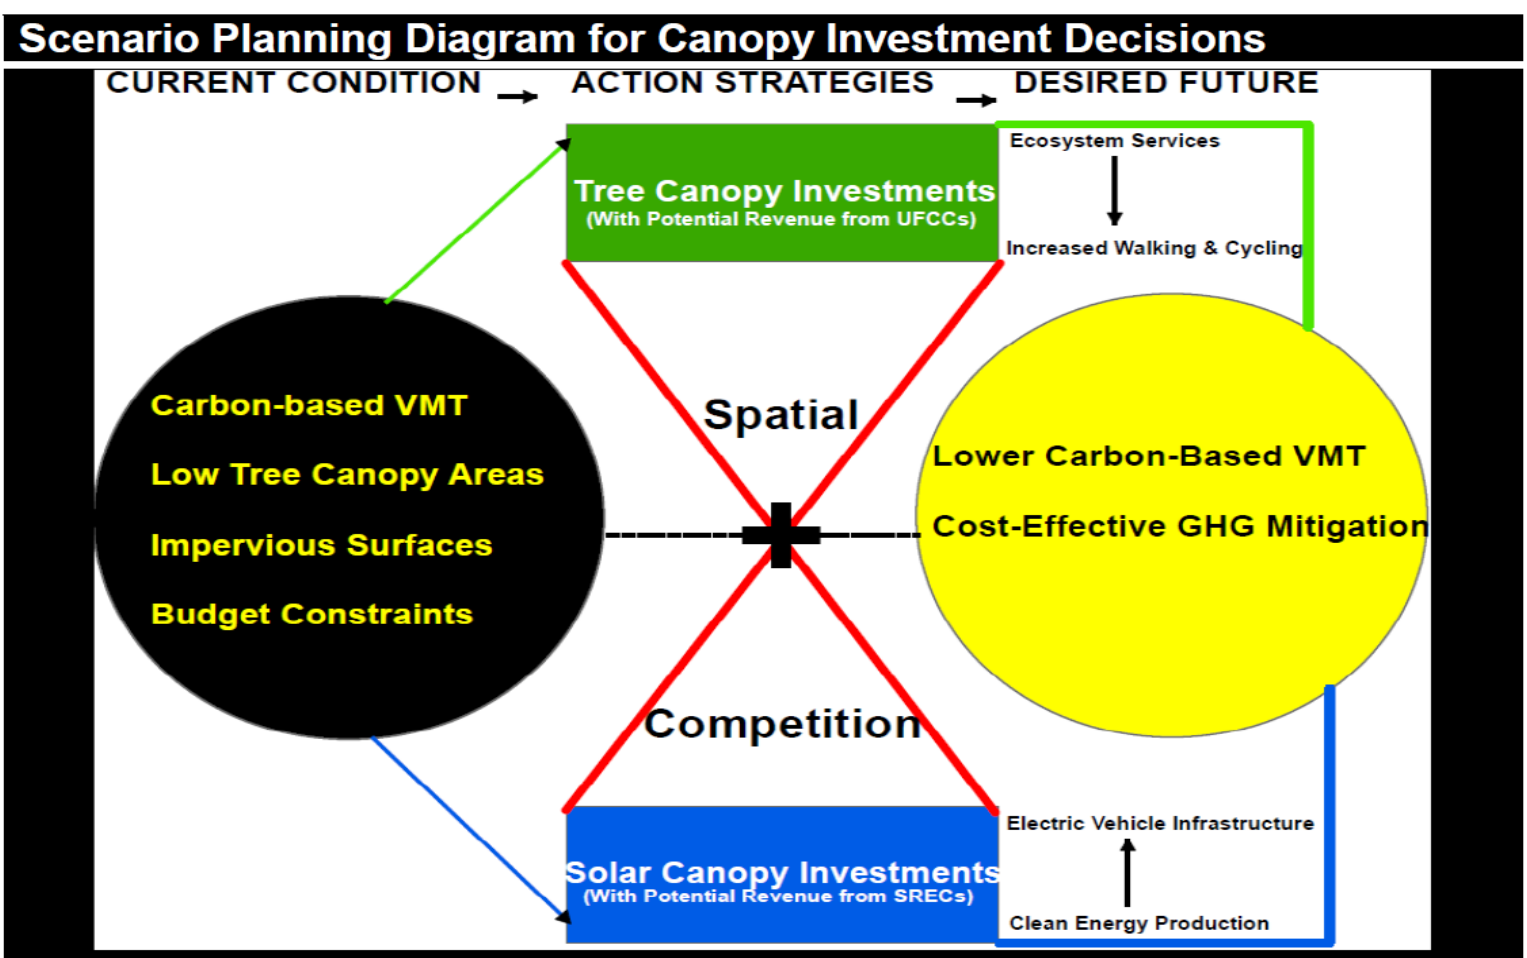 Scenario Planning Diagram for Canopy Investment Decisions
CURRENT CONDITION
ACTION STRATEGIES
DESIRED FUTURE
Tree Canopy Investments
(With Potential Revenue from UFCCs)
Ecosystem Services
Increased Walking & Cycling
Carbon-based VMT
Low Tree Canopy Areas
Impervious Surfaces
Budget Constraints
Spatial
Competition
Lower Carbon-Based VMT
Cost-Effective GHG Mitigation
Solar Canopy Investments
(With Potential Revenue from SRECs)
Electric Vehicle Infrastructure
Clean Energy Production